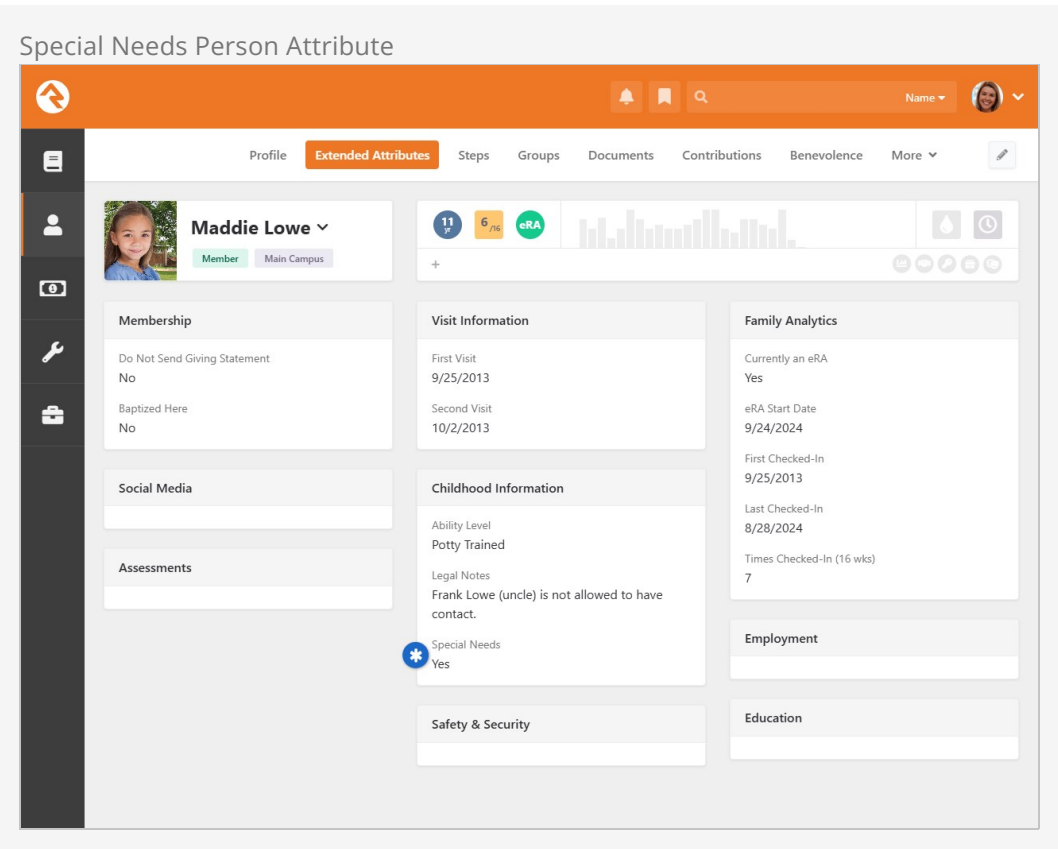 Special Needs Person Attribute
Name
Profile Extended Attributes Steps Groups Documents Contributions Benevolence More
Maddie Lowe
Member Main Campus
11 yr 6 /16 eRA
+
Membership
Do Not Send Giving Statement
No
Baptized Here
No
Social Media
Assessments
Visit Information
First Visit
9/25/2013
Second Visit
10/2/2013
Childhood Information
Ability Level
Potty Trained
Legal Notes
Frank Lowe (uncle) is not allowed to have
contact.
Special Needs
Yes
Safety & Security
Family Analytics
Currently an eRA
Yes
eRA Start Date
9/24/2024
First Checked-In
9/25/2013
Last Checked-In
8/28/2024
Times Checked-In (16 wks)
7
Employment
Education